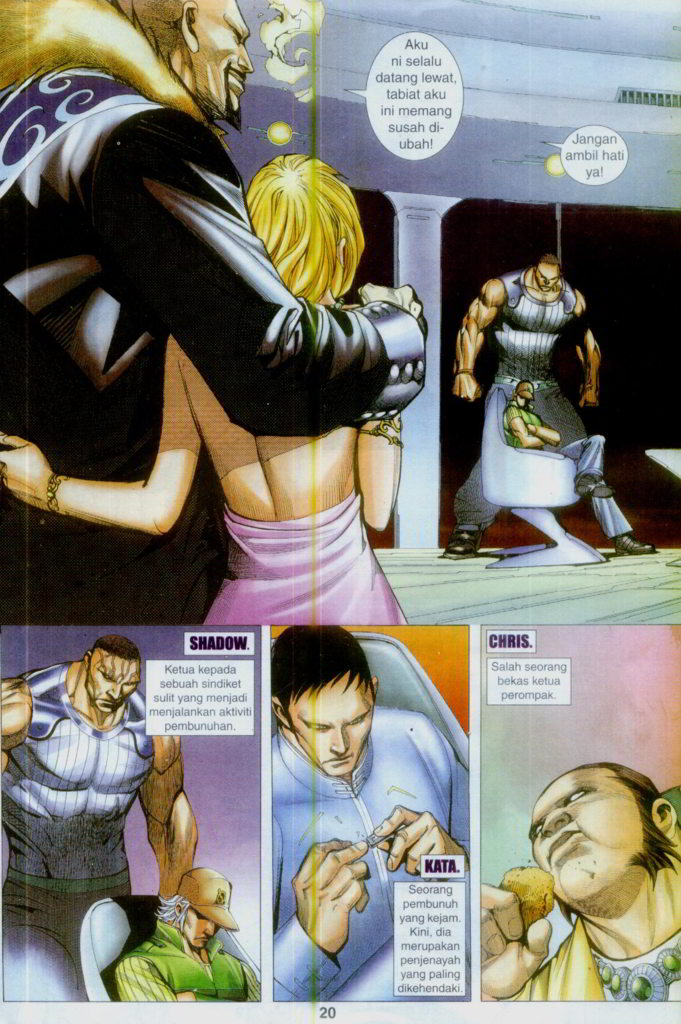 Aku
ni selalu
datang lewat,
tabiat aku
ini memang
susah di-
ubah!
Jangan
ambil hati
ya!
SHADOW.
Ketua kepada
sebuah sindiket
sulit yang menjadi
menjalankan aktiviti
pembunuhan.
KATA.
Seorang
pembunuh
yang kejam.
Kini, dia
merupakan
penjenayah
yang paling
dikehendaki.
CHRIS.
Salah seorang
bekas ketua
perompak.
20